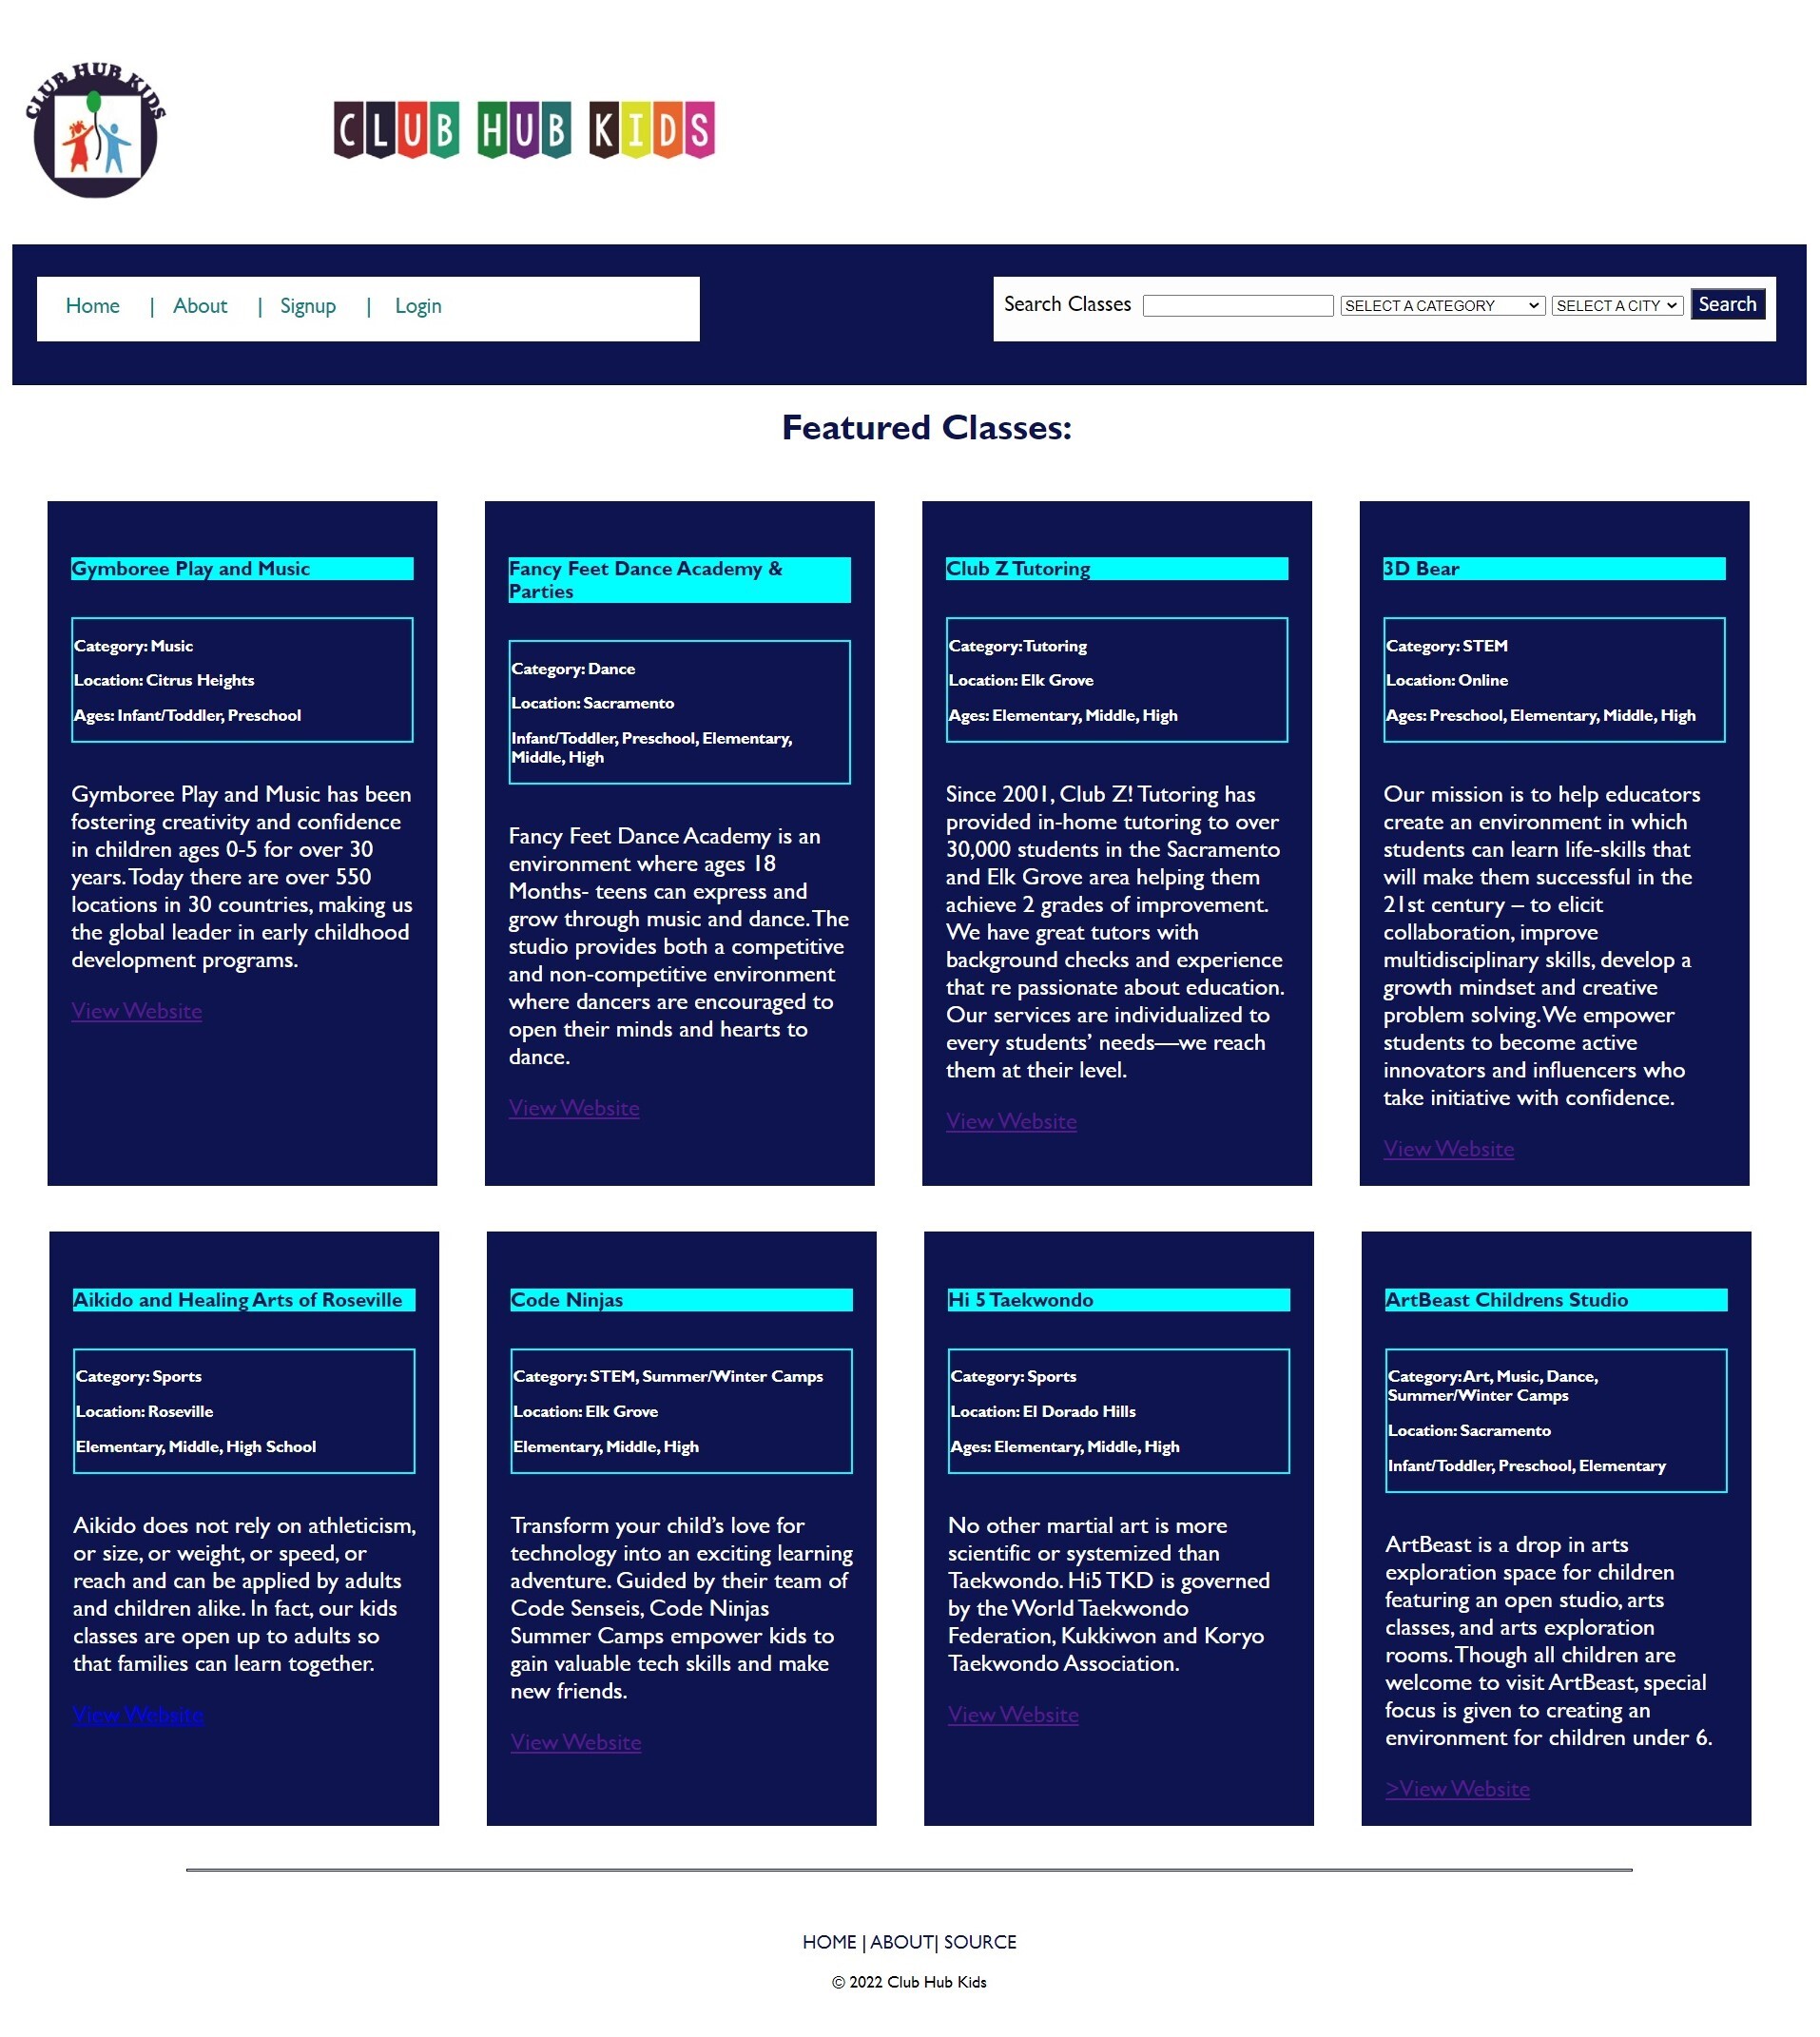 CLUB HUB KIDS
CLUB HUB KIDS
Home | About | Signup | Login
Search Classes SELECT A CATEGORY SELECT A CITY Search
Featured Classes:
Gymboree Play and Music
Category: Music
Location: Citrus Heights
Ages: Infant/Toddler, Preschool
Gymboree Play and Music has been
fostering creativity and confidence
in children ages 0-5 for over 30
years. Today there are over 550
locations in 30 countries, making us
the global leader in early childhood
development programs.
View Website
Fancy Feet Dance Academy &
Parties
Category: Dance
Location: Sacramento
Infant/Toddler, Preschool, Elementary,
Middle, High
Fancy Feet Dance Academy is an
environment where ages 18
Months- teens can express and
grow through music and dance. The
studio provides both a competitive
and non-competitive environment
where dancers are encouraged to
open their minds and hearts to
dance.
View Website
Club Z Tutoring
Category: Tutoring
Location: Elk Grove
Ages: Elementary, Middle, High
Since 2001, Club Z! Tutoring has
provided in-home tutoring to over
30,000 students in the Sacramento
and Elk Grove area helping them
achieve 2 grades of improvement.
We have great tutors with
background checks and experience
that re passionate about education.
Our services are individualized to
every students’ needs—we reach
them at their level.
View Website
3D Bear
Category: STEM
Location: Online
Ages: Preschool, Elementary, Middle, High
Our mission is to help educators
create an environment in which
students can learn life-skills that
will make them successful in the
21st century – to elicit
collaboration, improve
multidisciplinary skills, develop a
growth mindset and creative
problem solving. We empower
students to become active
innovators and influencers who
take initiative with confidence.
View Website
Aikido and Healing Arts of Roseville
Category: Sports
Location: Roseville
Elementary, Middle, High School
Aikido does not rely on athleticism,
or size, or weight, or speed, or
reach and can be applied by adults
and children alike. In fact, our kids
classes are open up to adults so
that families can learn together.
View Website
Code Ninjas
Category: STEM, Summer/Winter Camps
Location: Elk Grove
Elementary, Middle, High
Transform your child’s love for
technology into an exciting learning
adventure. Guided by their team of
Code Senseis, Code Ninjas
Summer Camps empower kids to
gain valuable tech skills and make
new friends.
View Website
Hi 5 Taekwondo
Category: Sports
Location: El Dorado Hills
Ages: Elementary, Middle, High
No other martial art is more
scientific or systemized than
Taekwondo. Hi5 TKD is governed
by the World Taekwondo
Federation, Kukkiwon and Koryo
Taekwondo Association.
View Website
ArtBeast Childrens Studio
Category: Art, Music, Dance,
Summer/Winter Camps
Location: Sacramento
Infant/Toddler, Preschool, Elementary
ArtBeast is a drop in arts
exploration space for children
featuring an open studio, arts
classes, and arts exploration
rooms. Though all children are
welcome to visit ArtBeast, special
focus is given to creating an
environment for children under 6.
>View Website
HOME | ABOUT| SOURCE
© 2022 Club Hub Kids